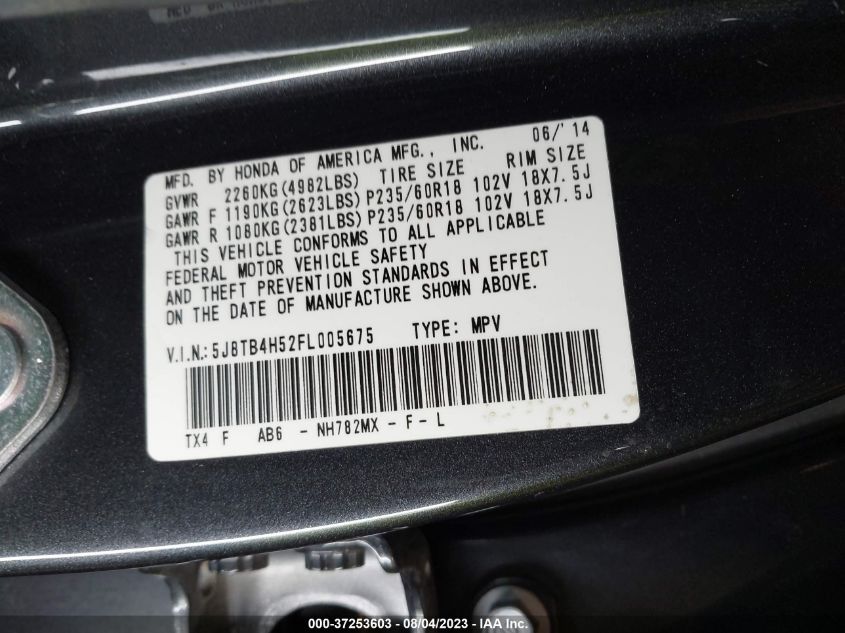 MFD. BY HONDA OF AMERICA MFG., INC. 06/'14
GVWR 2260KG(4982LBS) TIRE SIZE RIM SIZE
GAWR F 1190KG(2623LBS) P235/60R18 102V 18X7.5J
GAWR R 1080KG(2381LBS) P235/60R18 102V 18X7.5J
THIS VEHICLE CONFORMS TO ALL APPLICABLE
FEDERAL MOTOR VEHICLE SAFETY
AND THEFT PREVENTION STANDARDS IN EFFECT
ON THE DATE OF MANUFACTURE SHOWN ABOVE.
V.I.N.: 5J8TB4H52FL005675 TYPE: MPV
TX4 F AB6 - NH782MX - F - L
000-37253603 - 08/04/2023 - IAA Inc.